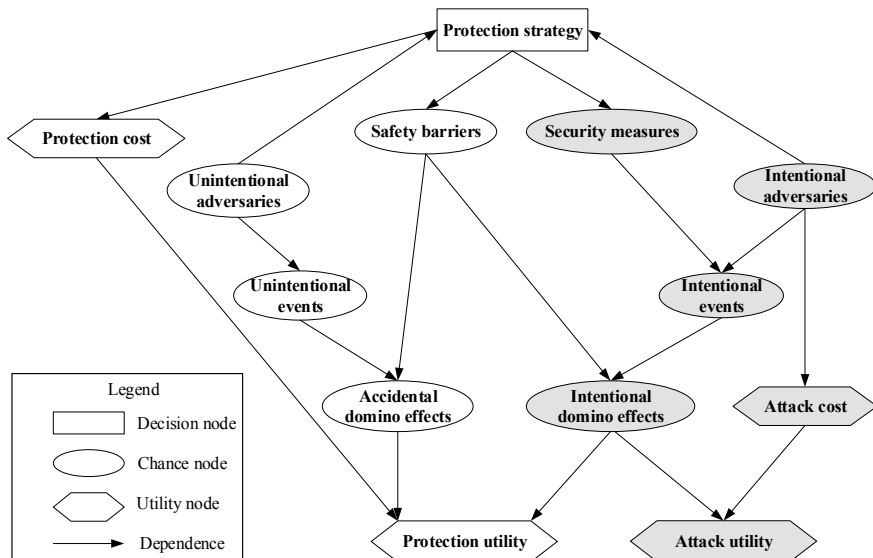 Protection strategy
Protection cost
Safety barriers
Security measures
Unintentional
adversaries
Intentional
adversaries
Unintentional
events
Intentional
events
Accidental
domino effects
Intentional
domino effects
Attack cost
Protection utility
Attack utility
Legend
Decision node
Chance node
Utility node
Dependence